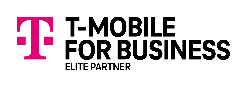 T
T-MOBILE
FOR BUSINESS
ELITE PARTNER